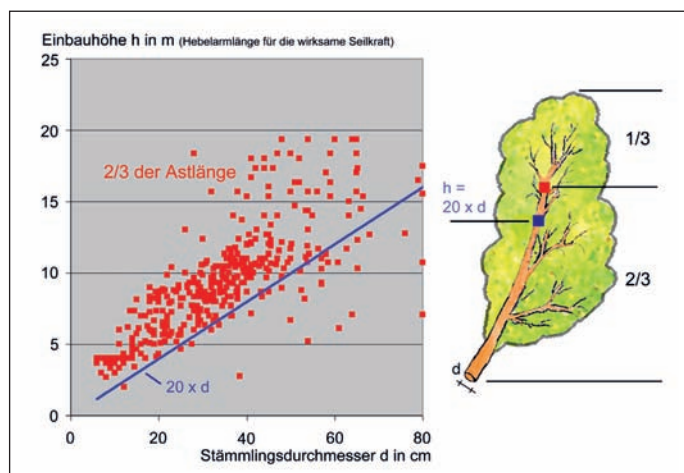 Einbauhöhe h in m (Hebelarmlänge für die wirksame Seilkraft)
25
20
15
10
5
0
2/3 der Astlänge
20 x d
0 20 40 60 80
Stämmlingsdurchmesser d in cm
1/3
h =
20 x d
2/3
d